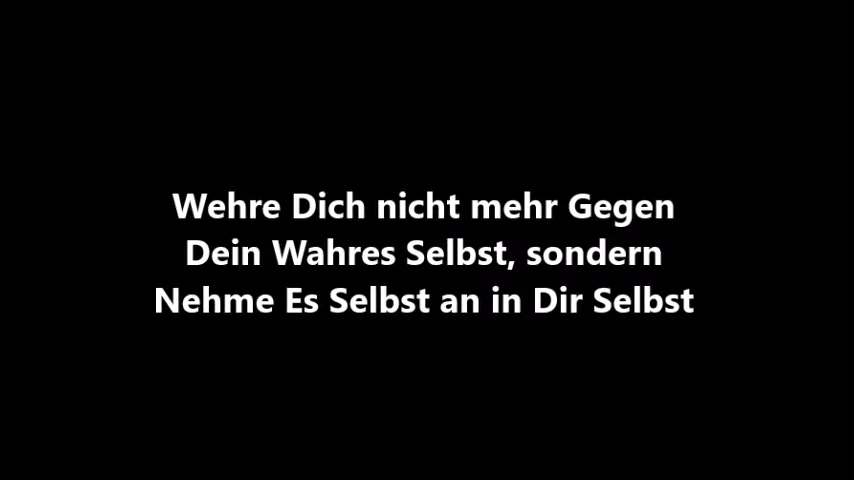 Wehre Dich nicht mehr Gegen
Dein Wahres Selbst, sondern
Nehme Es Selbst an in Dir Selbst